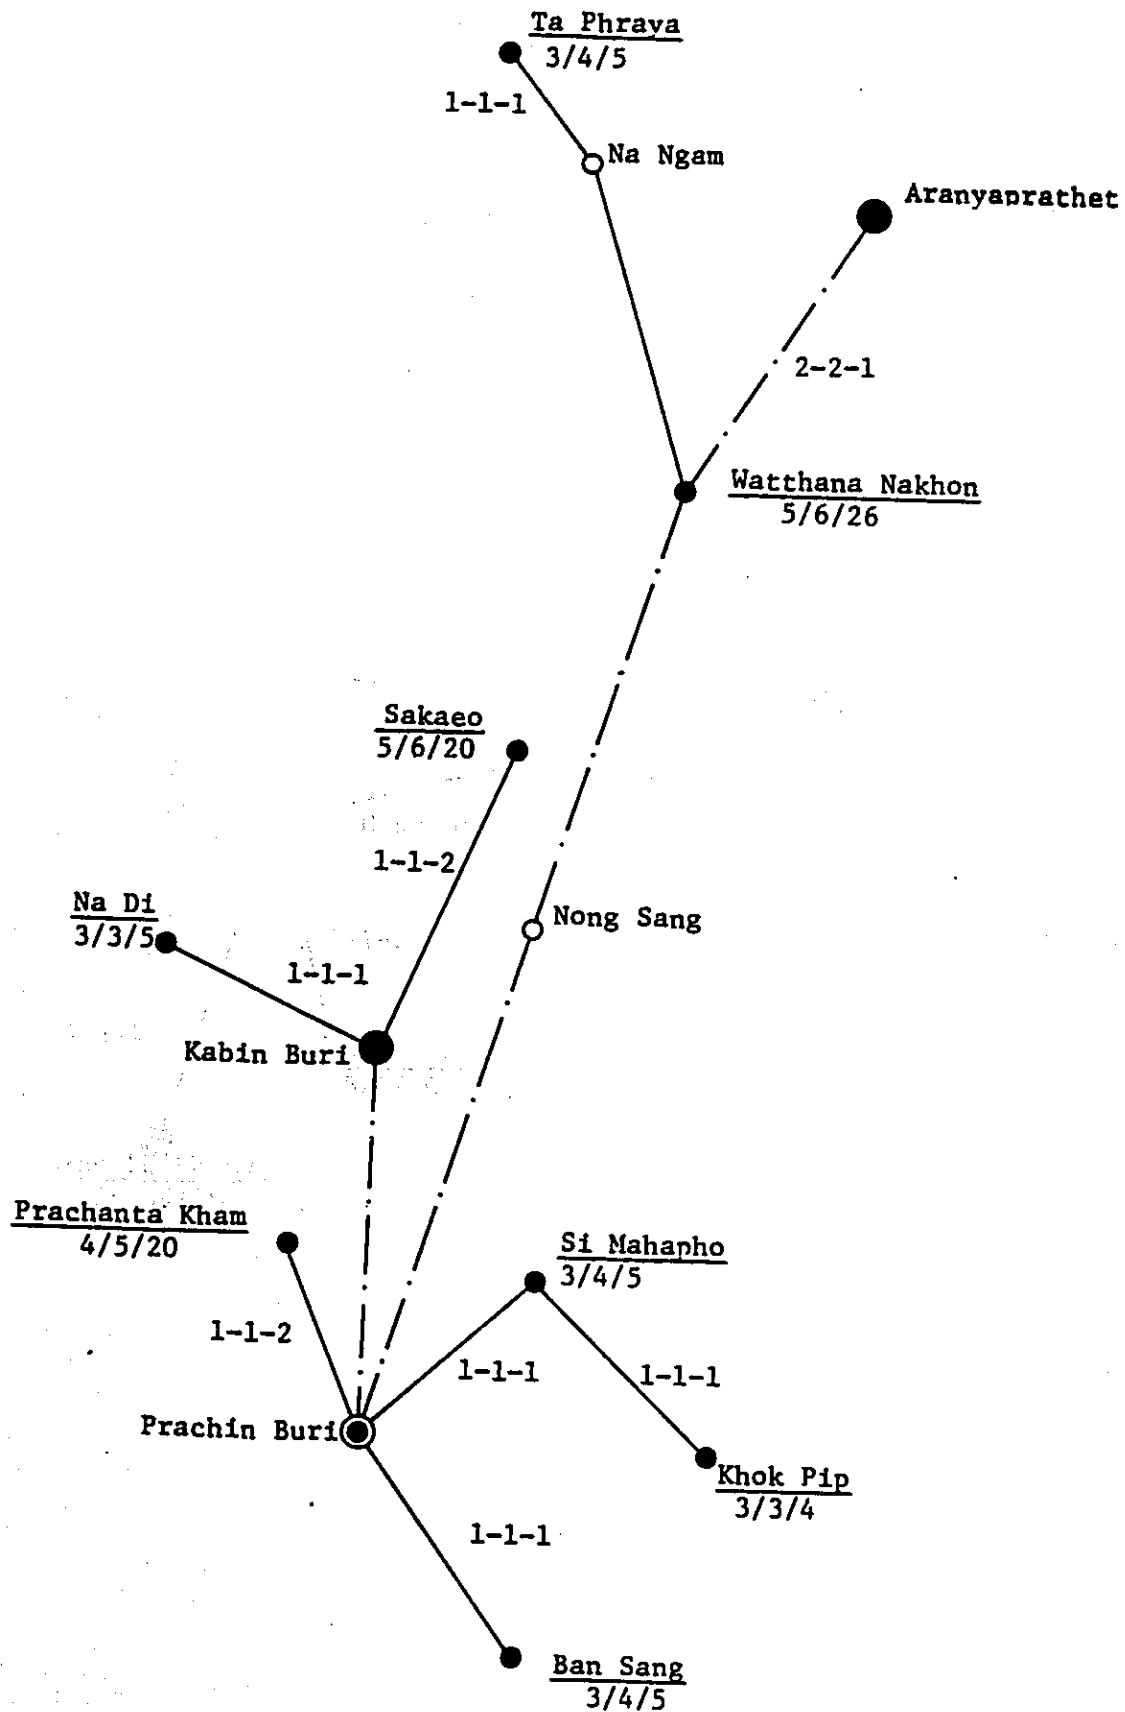 Ta Phraya
3/4/5
1-1-1
Na Ngam
Aranyaprathet
2-2-1
Watthana Nakhon
5/6/26
Sakaeo
5/6/20
1-1-2
Na Di
3/3/5
Nong Sang
1-1-1
Kabin Buri
Prachanta Kham
4/5/20
Si Mahapho
3/4/5
1-1-2
1-1-1
1-1-1
Prachin Buri
Khok Pip
3/3/4
1-1-1
Ban Sang
3/4/5